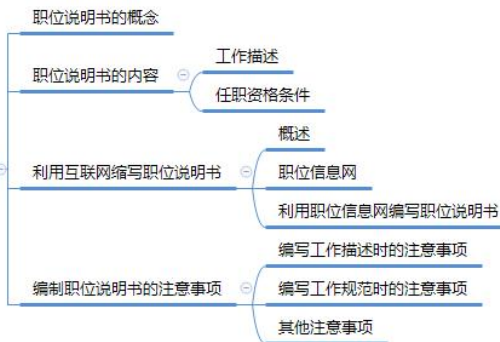 职位说明书的概念
职位说明书的内容
工作描述
任职资格条件
利用互联网缩写职位说明书
概述
职位信息网
利用职位信息网编写职位说明书
编制职位说明书的注意事项
编写工作描述时的注意事项
编写工作规范时的注意事项
其他注意事项